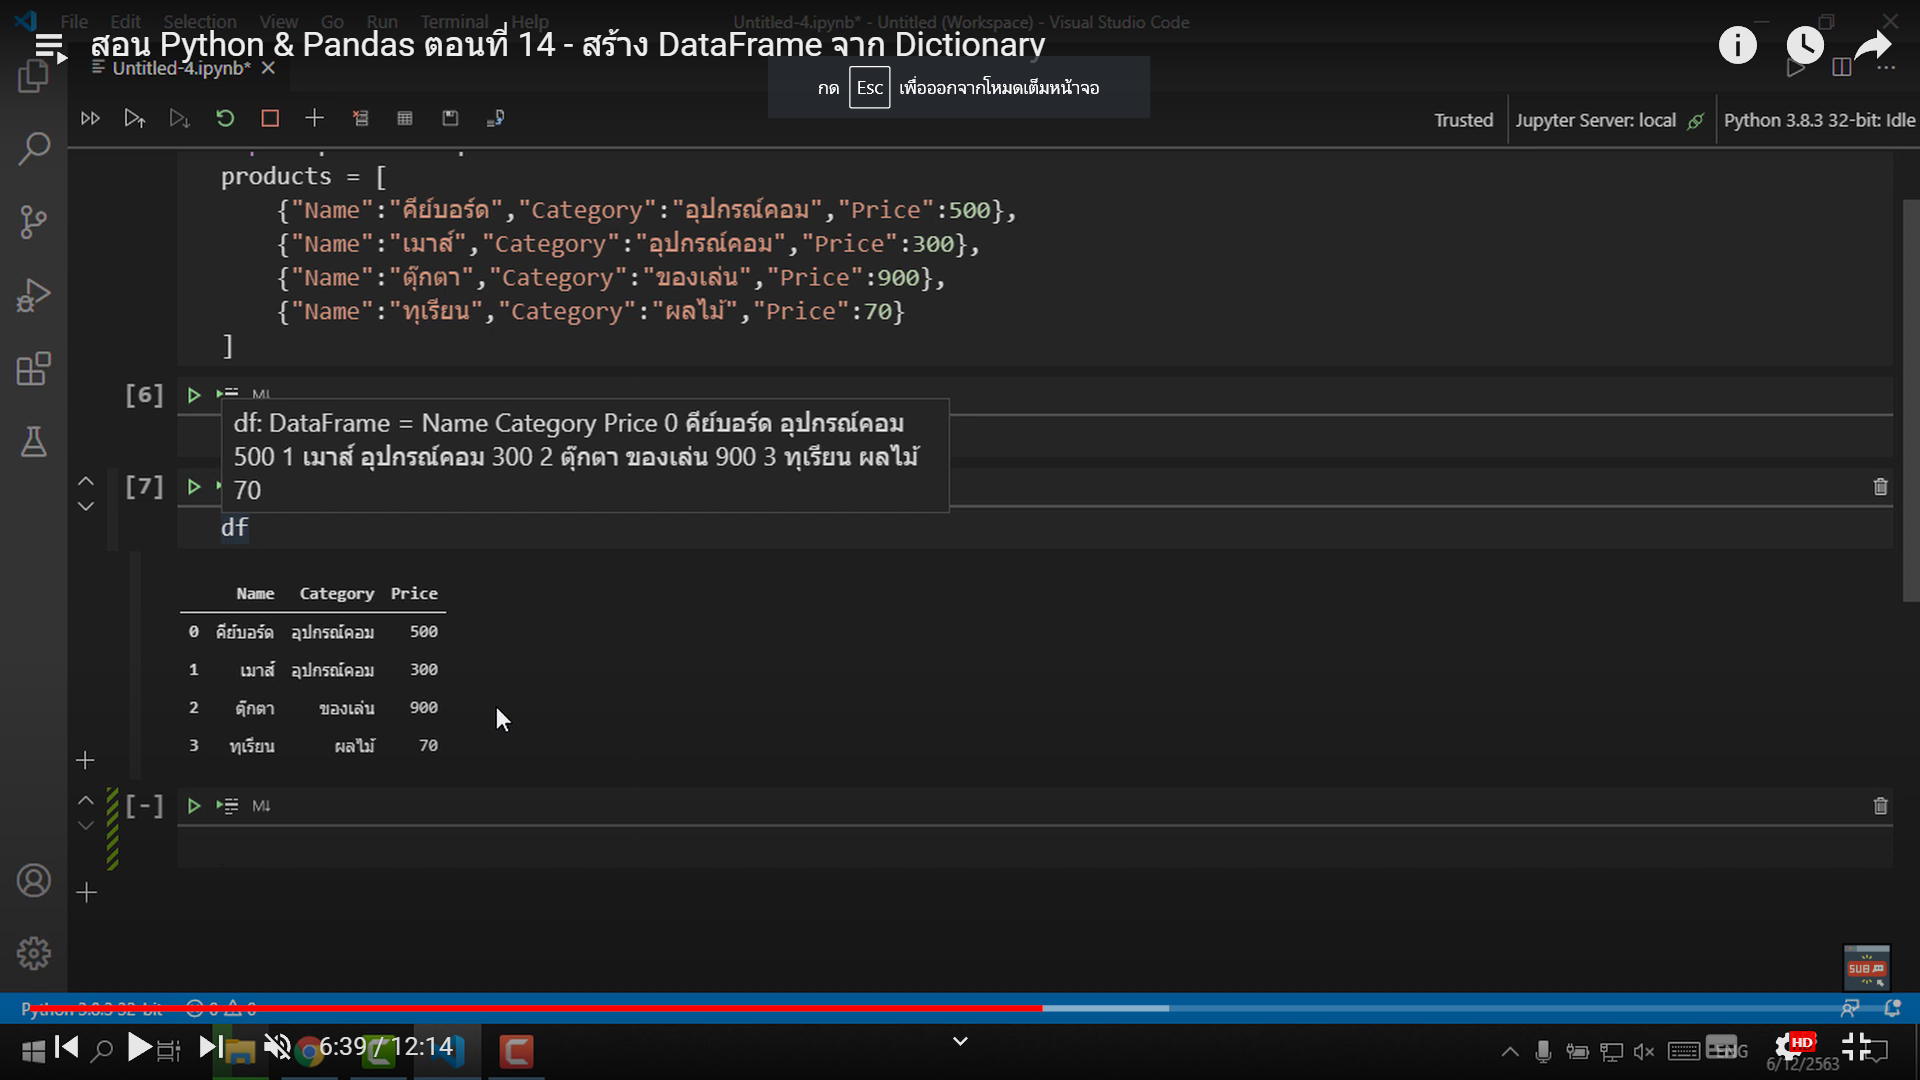 File Edit Selection View Go Run Terminal Help
Untitled-4.ipynb* - Untitled (Workspace) - Visual Studio Code
สอน Python & Pandas ตอนที่ 14 - สร้าง DataFrame จาก Dictionary
Untitled-4.ipynb*
กด Esc เพื่อออกจากโหมดเต็มหน้าจอ
Trusted
Jupyter Server: local
Python 3.8.3 32-bit: Idle
products = [
{"Name":"คีย์บอร์ด","Category":"อุปกรณ์คอม","Price":500},
{"Name":"เมาส์","Category":"อุปกรณ์คอม","Price":300},
{"Name":"ตุ๊กตา","Category":"ของเล่น","Price":900},
{"Name":"ทุเรียน","Category":"ผลไม้","Price":70}
]
[6] M↓
df: DataFrame = Name Category Price 0 คีย์บอร์ด อุปกรณ์คอม
500 1 เมาส์ อุปกรณ์คอม 300 2 ตุ๊กตา ของเล่น 900 3 ทุเรียน ผลไม้
70
[7]
df
Name Category Price
0 คีย์บอร์ด อุปกรณ์คอม 500
1 เมาส์ อุปกรณ์คอม 300
2 ตุ๊กตา ของเล่น 900
3 ทุเรียน ผลไม้ 70
[-] M↓
SUB
Python 3.8.3 32-bit 0 0
6:39 / 12:14
ENG
HD
6/12/2563